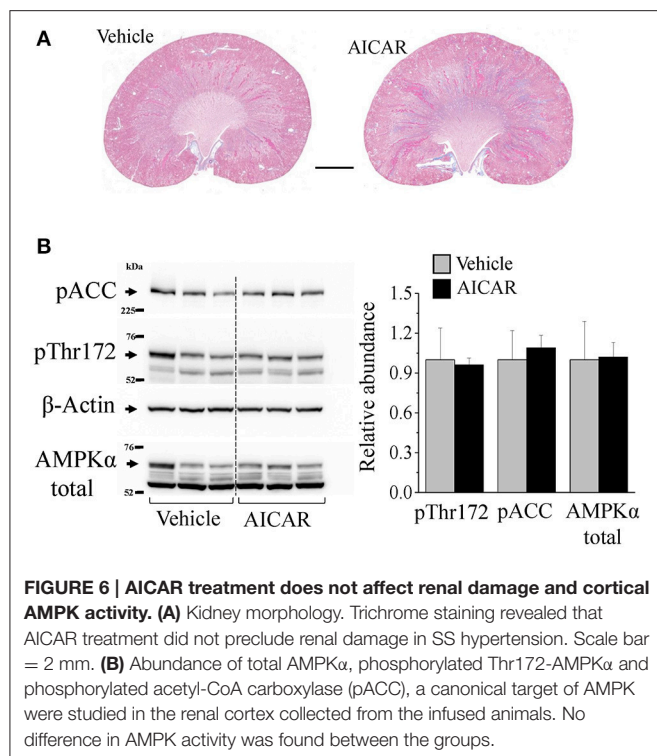 A
Vehicle
AICAR
B
kDa
pACC
225
76
pThr172
52
β-Actin
76
AMPKα
total
52
Vehicle
AICAR
Vehicle
AICAR
Relative abundance
1.5
1.2
0.9
0.6
0.3
0.0
pThr172
pACC
AMPKα
total
FIGURE 6 | AICAR treatment does not affect renal damage and cortical
AMPK activity. (A) Kidney morphology. Trichrome staining revealed that
AICAR treatment did not preclude renal damage in SS hypertension. Scale bar
= 2 mm. (B) Abundance of total AMPKα, phosphorylated Thr172-AMPKα and
phosphorylated acetyl-CoA carboxylase (pACC), a canonical target of AMPK
were studied in the renal cortex collected from the infused animals. No
difference in AMPK activity was found between the groups.